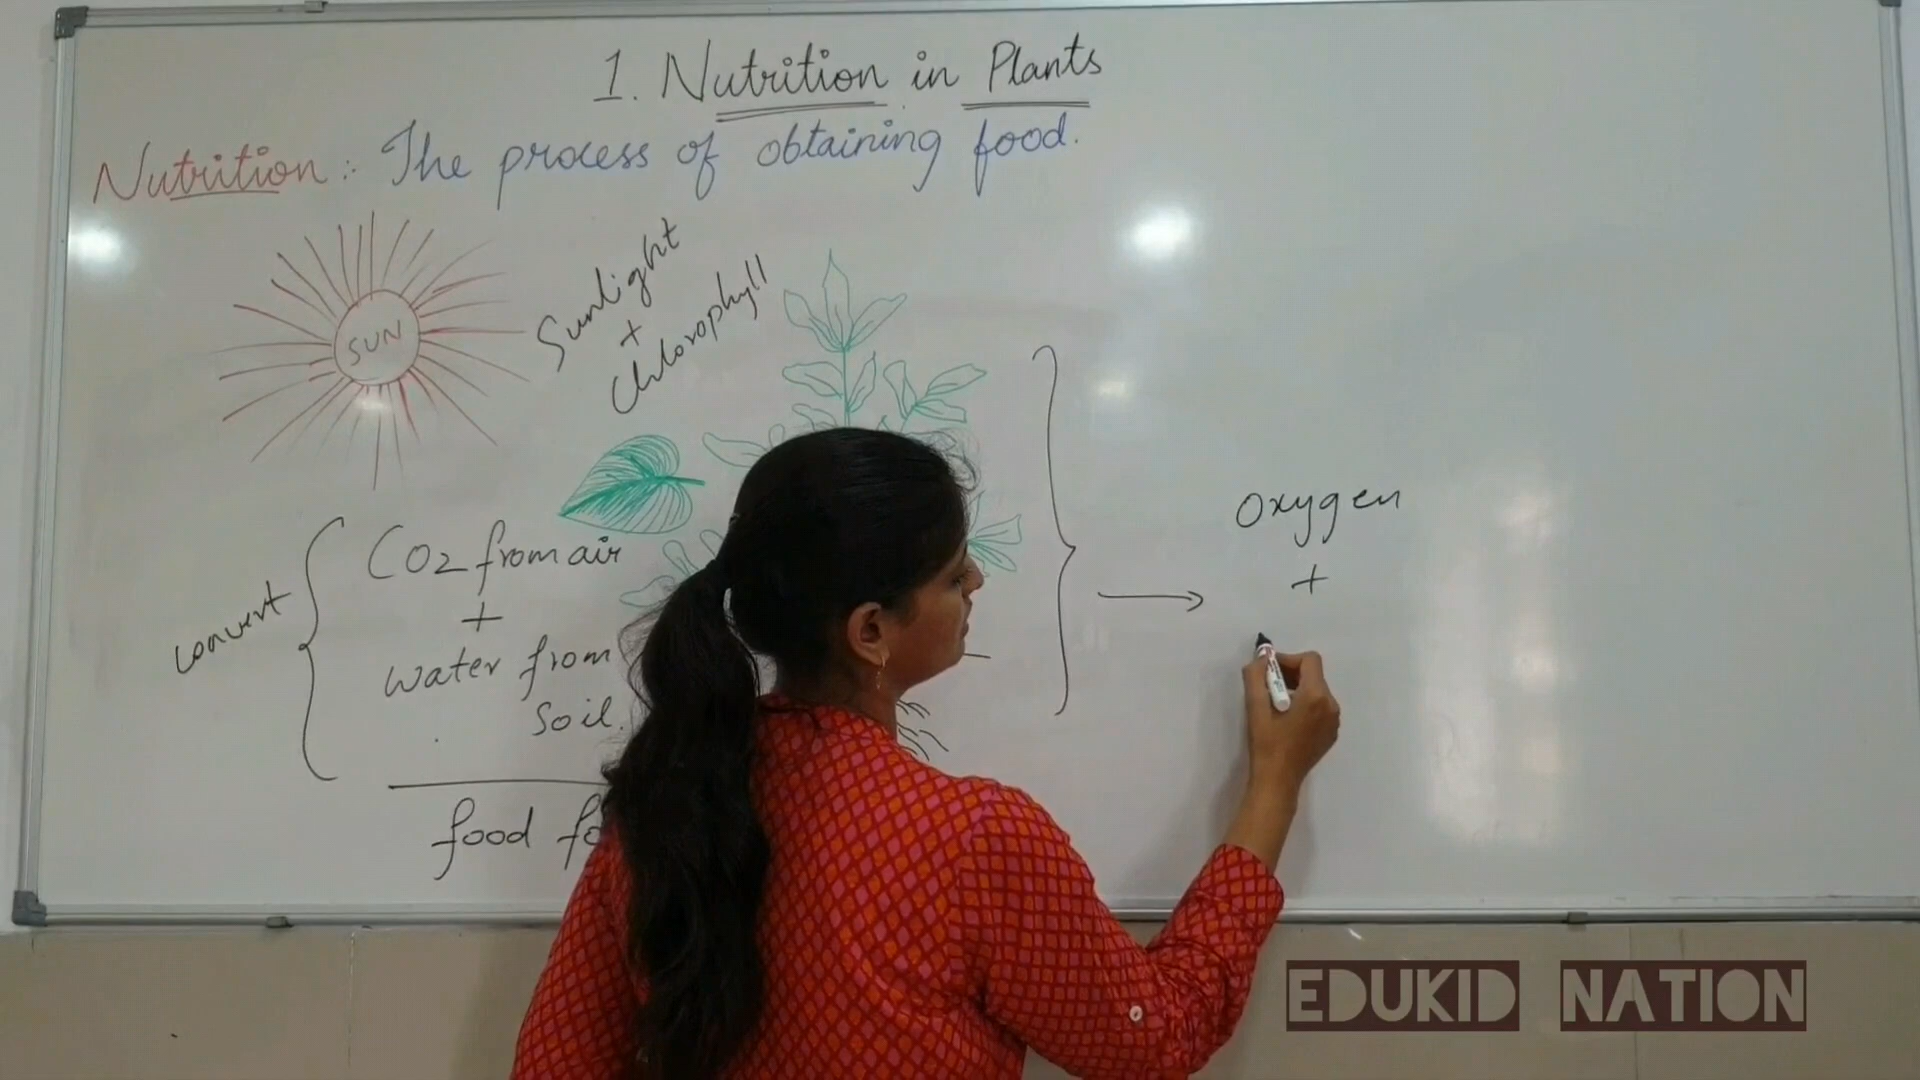 1. Nutrition in Plants
Nutrition :- The process of obtaining food.
SUN
Sunlight
+
Chlorophyll
convert
CO2 from air
+
water from
soil.
food
Oxygen
+
EDUKID NATION